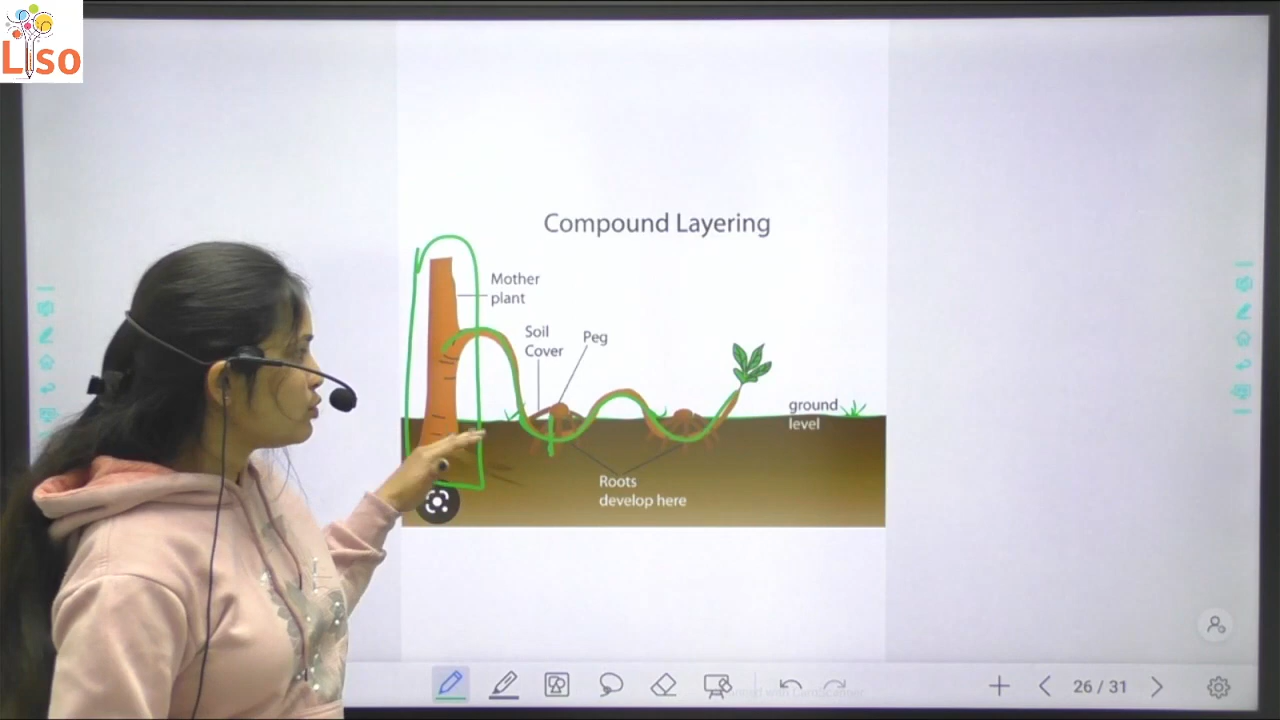 Liso
Compound Layering
Mother
plant
Soil
Cover
Peg
ground
level
Roots
develop here
26 / 31